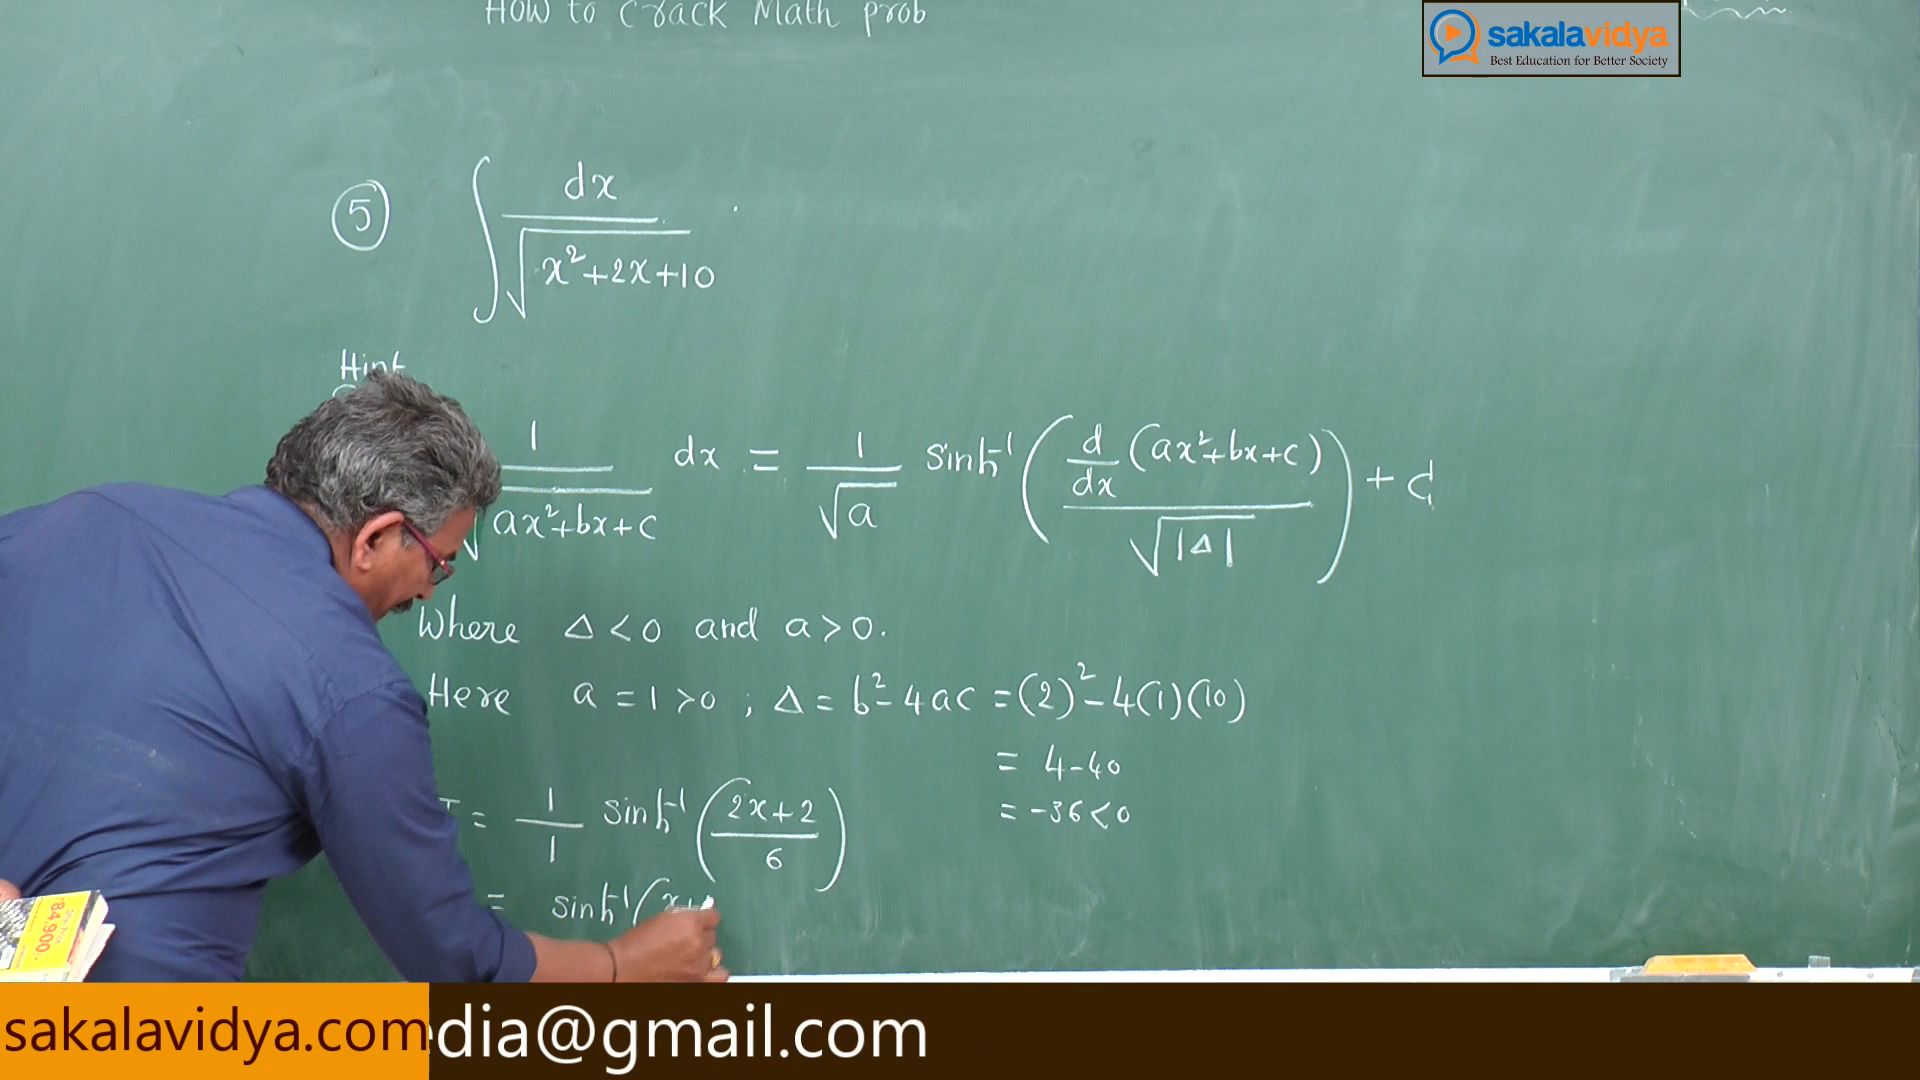 How to crack Math prob
sakalavidya
Best Education for Better Society
5 ∫ dx / √(x²+2x+10)
Hint
1 / √(ax²+bx+c) dx = 1/√a sinh⁻¹( d/dx (ax²+bx+c) / √|Δ| ) + c
Where Δ<0 and a>0.
Here a = 1 >0 ; Δ = b²-4ac = (2)² - 4(1)(10)
= 4-40
= -36<0
I = 1/1 sinh⁻¹( (2x+2) / 6 )
= sinh⁻¹( x+
84,900
sakalavidya.com
edia@gmail.com